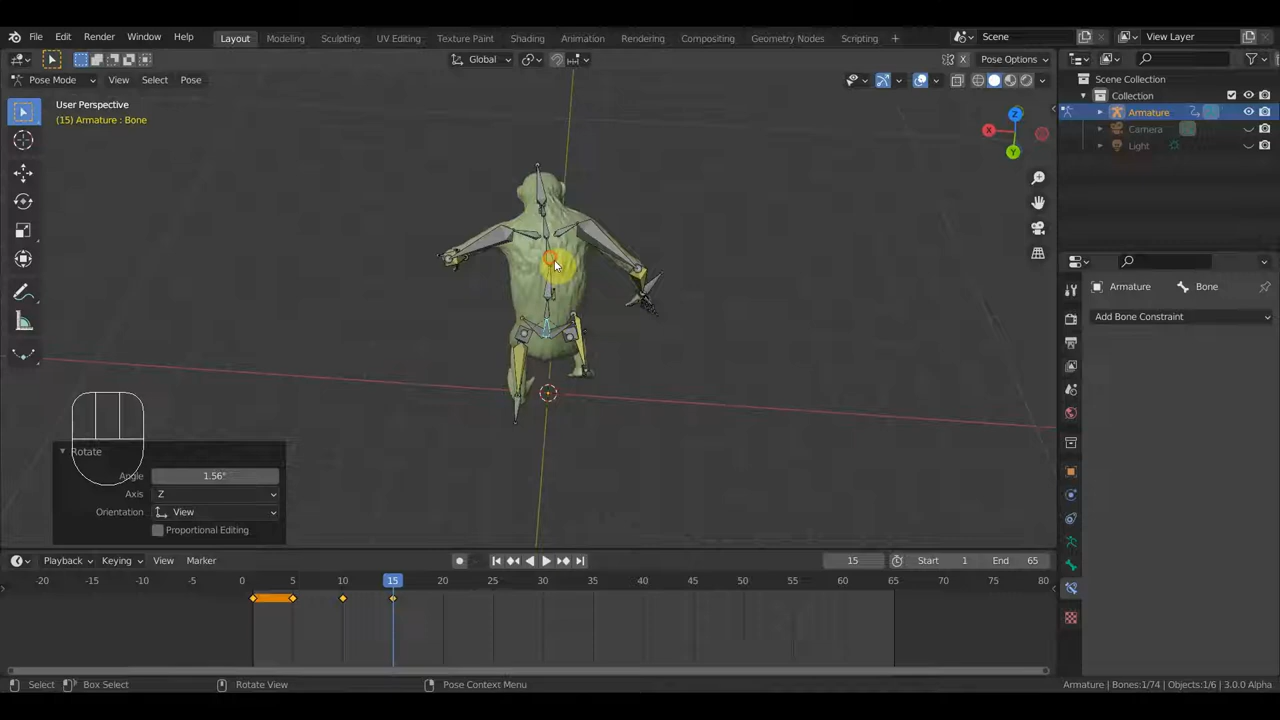 File Edit Render Window Help Layout Modeling Sculpting UV Editing Texture Paint Shading Animation Rendering Compositing Geometry Nodes Scripting + Scene View Layer
Global Pose Options
Pose Mode View Select Pose
Scene Collection
Collection
Armature
Camera
Light
User Perspective
(15) Armature : Bone
Z
X
Y
Armature Bone
Add Bone Constraint
Rotate
Angle 1.56°
Axis Z
Orientation View
Proportional Editing
Playback Keying View Marker 15 Start 1 End 65
-20 -15 -10 -5 0 5 10 15 20 25 30 35 40 45 50 55 60 65 70 75 80
Select Box Select Rotate View Pose Context Menu Armature | Bones:1/74 | Objects:1/6 | 3.0.0 Alpha